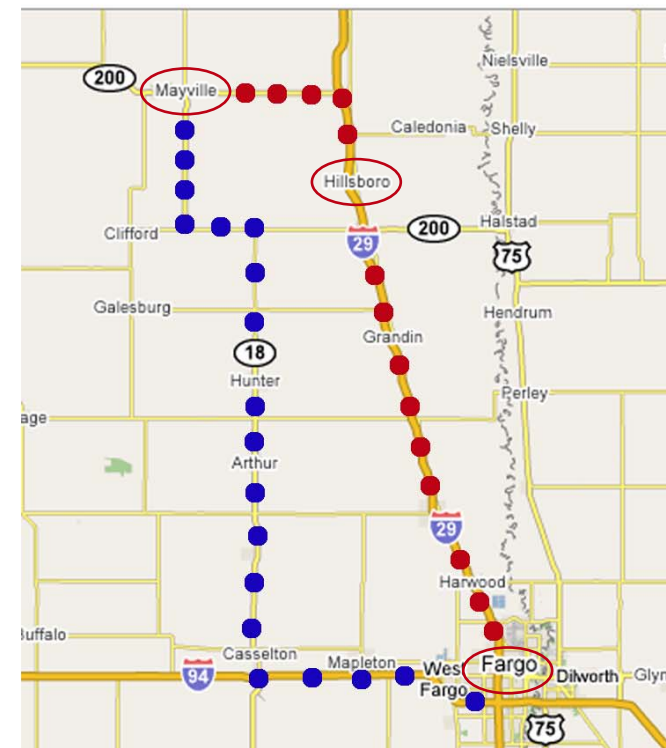 Nielsville
200
Mayville
Caledonia
Shelly
Hillsboro
Clifford
200
Halstad
29
75
Galesburg
Hendrum
Grandin
18
Hunter
Perley
age
Arthur
29
Harwood
Buffalo
Casselton
Mapleton
West
Fargo
Fargo
Dilworth
Glyn
94
75